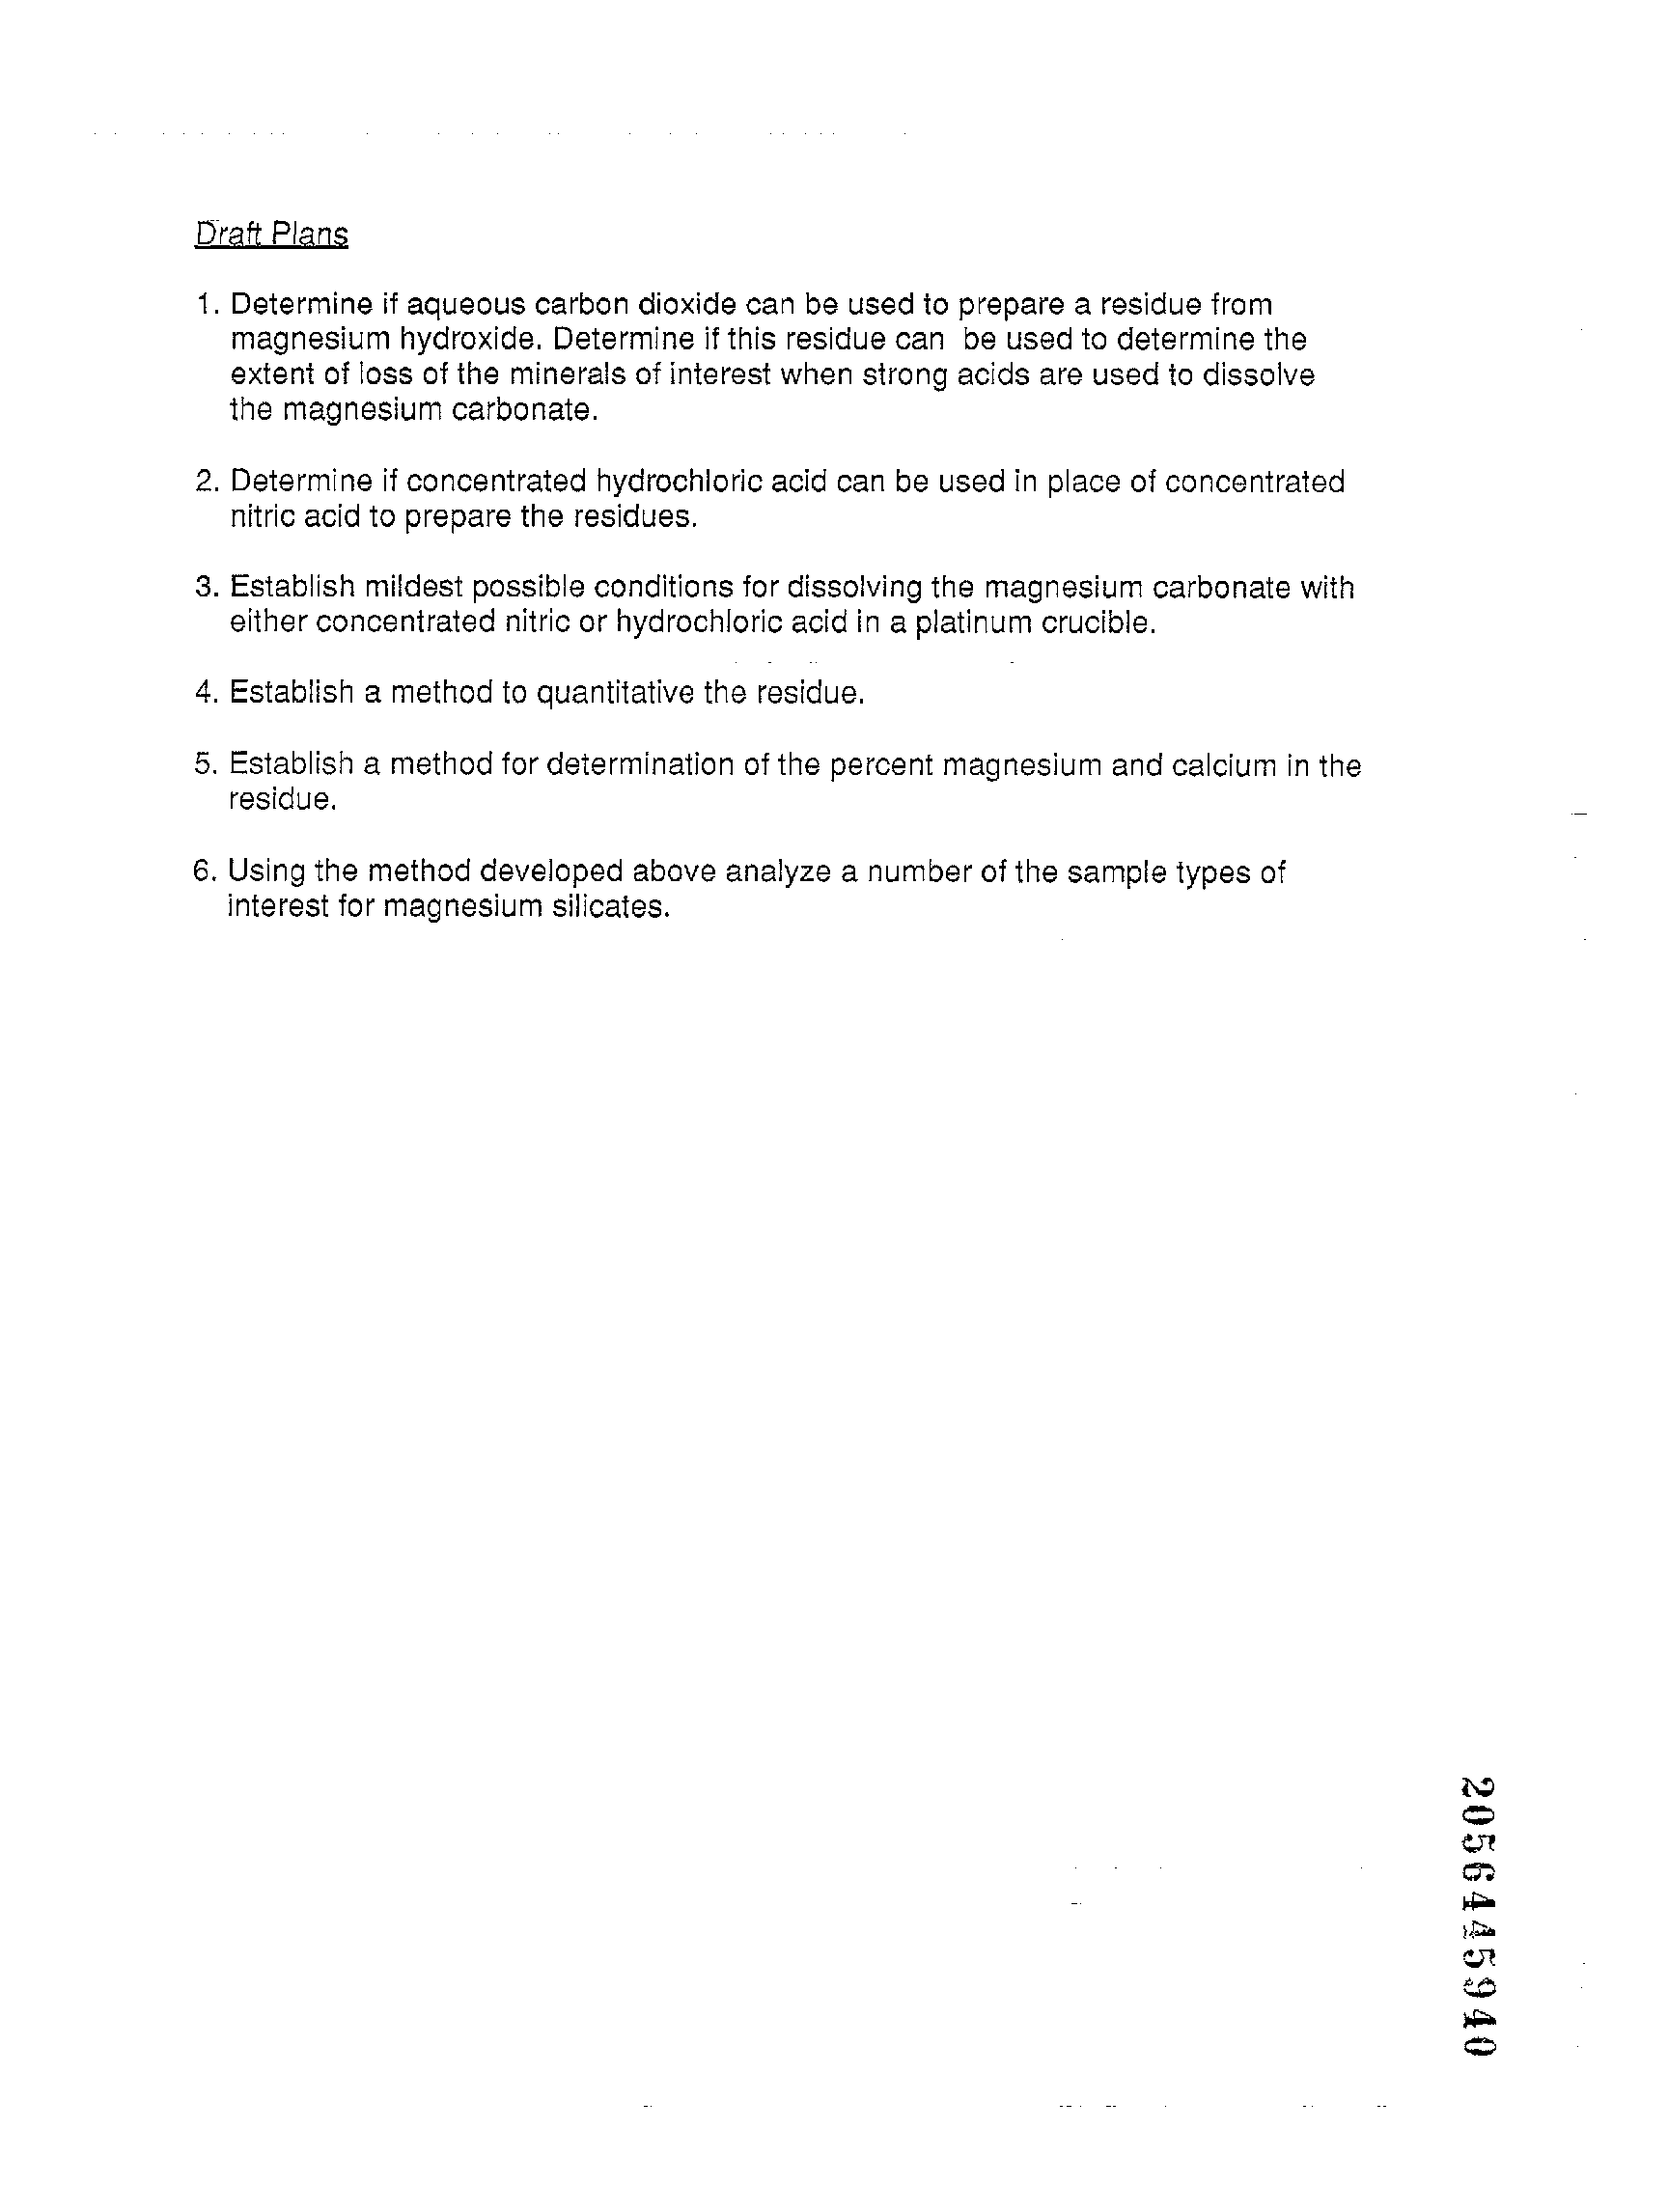 Draft Plans
1. Determine if aqueous carbon dioxide can be used to prepare a residue from
magnesium hydroxide. Determine if this residue can be used to determine the
extent of loss of the minerals of interest when strong acids are used to dissolve
the magnesium carbonate.
2. Determine if concentrated hydrochloric acid can be used in place of concentrated
nitric acid to prepare the residues.
3. Establish mildest possible conditions for dissolving the magnesium carbonate with
either concentrated nitric or hydrochloric acid in a platinum crucible.
4. Establish a method to quantitative the residue.
5. Establish a method for determination of the percent magnesium and calcium in the
residue.
6. Using the method developed above analyze a number of the sample types of
interest for magnesium silicates.
2056445940